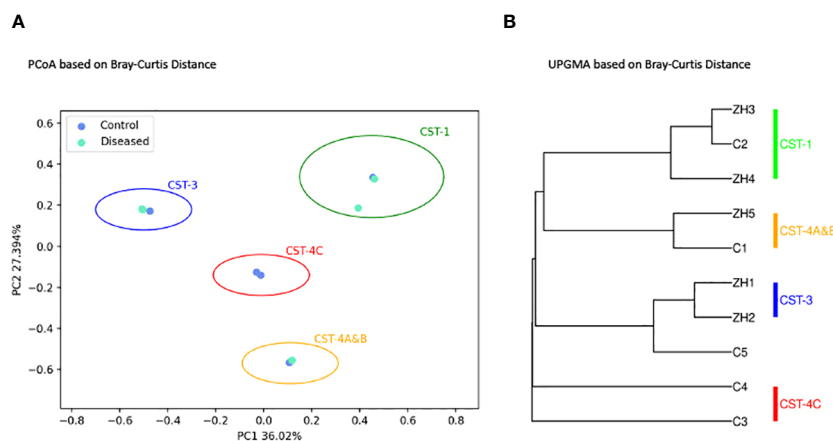 A
PCoA based on Bray-Curtis Distance
Control
Diseased
CST-1
CST-3
CST-4C
CST-4A&B
PC2 27.394%
0.6
0.4
0.2
0.0
−0.2
−0.4
−0.6
−0.8 −0.6 −0.4 −0.2 0.0 0.2 0.4 0.6 0.8
PC1 36.02%
B
UPGMA based on Bray-Curtis Distance
ZH3
C2
ZH4
ZH5
C1
ZH1
ZH2
C5
C4
C3
CST-1
CST-4A&B
CST-3
CST-4C